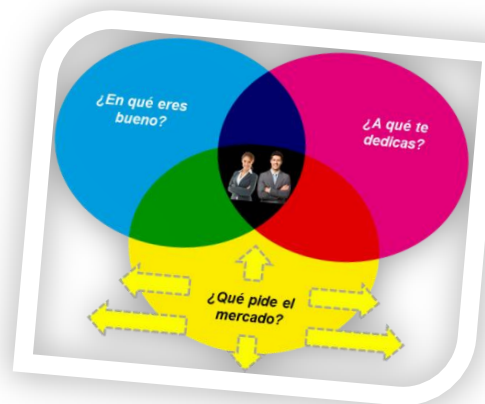 ¿En qué eres
bueno?
¿A qué te
dedicas?
¿Qué pide el
mercado?